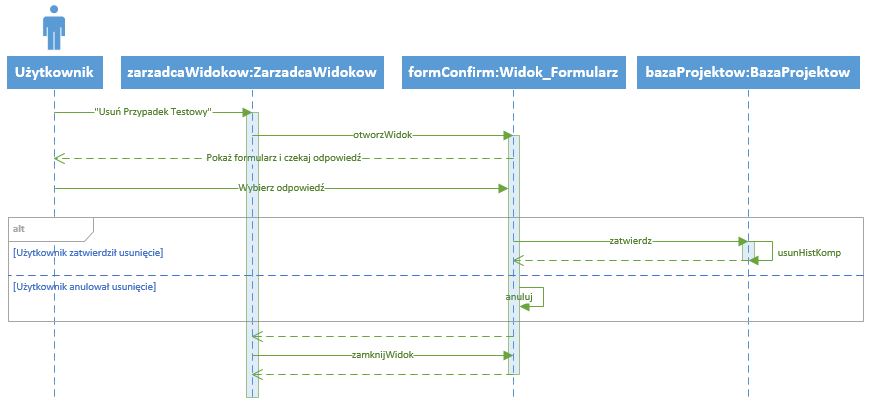 Użytkownik
zarzadcaWidokow:ZarzadcaWidokow
formConfirm:Widok_Formularz
bazaProjektow:BazaProjektow
"Usuń Przypadek Testowy"
otworzWidok
Pokaż formularz i czekaj odpowiedź
Wybierz odpowiedź
alt
zatwierdz
[Użytkownik zatwierdził usunięcie]
usunHistKomp
[Użytkownik anulował usunięcie]
anuluj
zamknijWidok